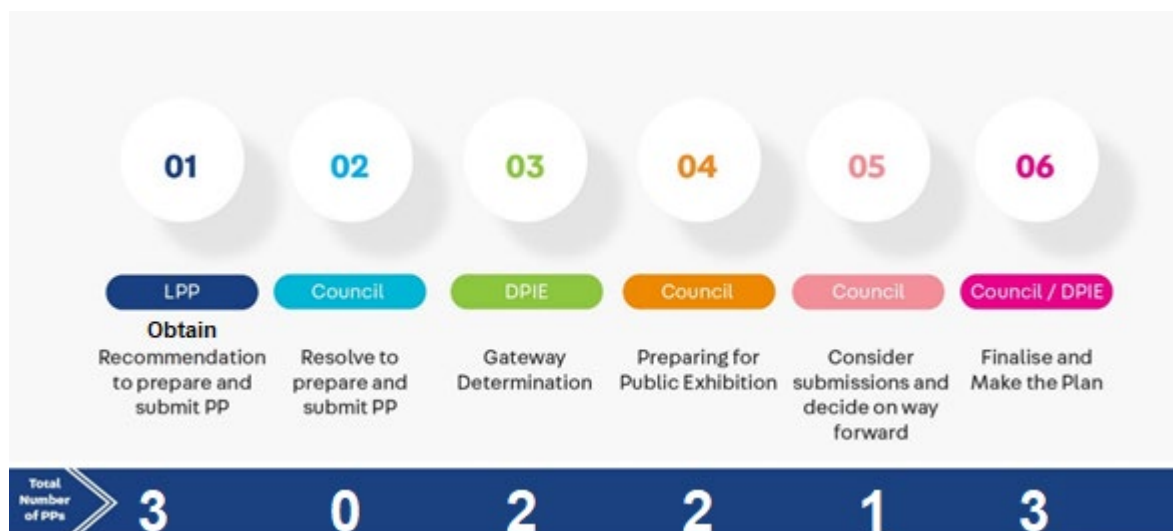 01 02 03 04 05 06
LPP Council DPIE Council Council Council / DPIE
Obtain
Recommendation
to prepare and
submit PP
Resolve to
prepare and
submit PP
Gateway
Determination
Preparing for
Public Exhibition
Consider
submissions and
decide on way
forward
Finalise and
Make the Plan
Total
Number
of PPs
3 0 2 2 1 3